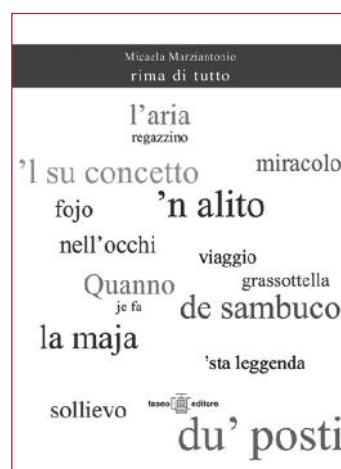 Micaela Marziantonio
rima di tutto
l'aria
regazzino
'l su concetto
miracolo
fojo
'n alito
nell'occhi
viaggio
Quanno
grassottella
je fa
de sambuco
la maja
'sta leggenda
sollievo
teseo editore
du' posti